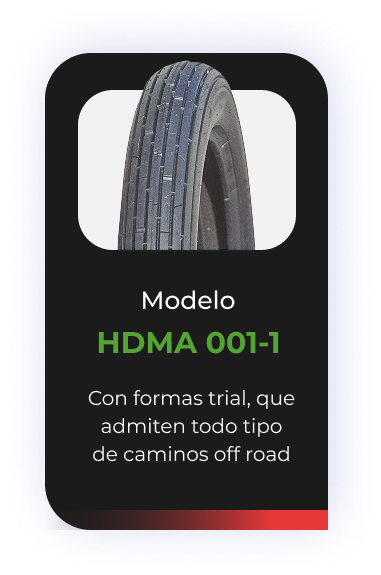 Modelo
HDMA 001-1
Con formas trial, que
admiten todo tipo
de caminos off road